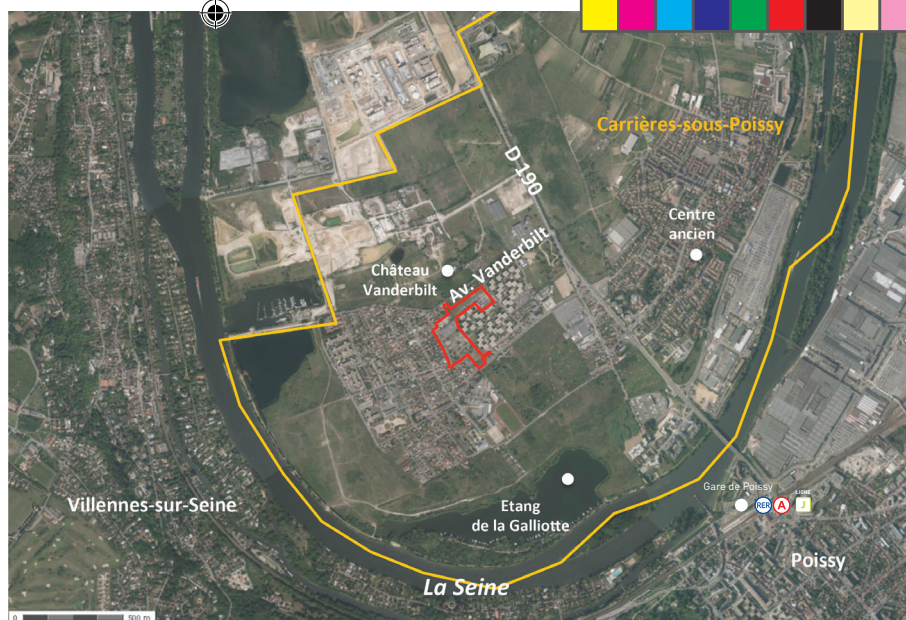 Carrières-sous-Poissy
D 190
Centre
ancien
Av. Vanderbilt
Château
Vanderbilt
Gare de Poissy
RER A LIGNE J
Villennes-sur-Seine
Etang
de la Galliotte
Poissy
La Seine
0 500 m